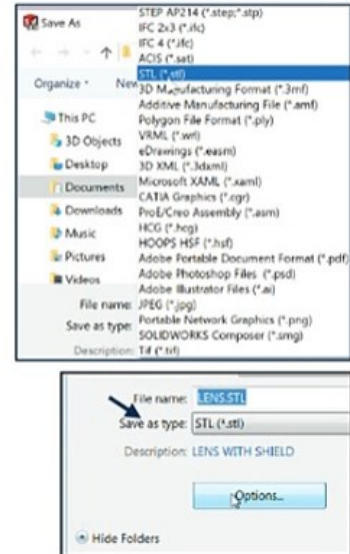 Save As
STEP AP214 (*.step;*.stp)
IFC 2x3 (*.ifc)
IFC 4 (*.ifc)
ACIS (*.sat)
STL (*.stl)
3D Manufacturing Format (*.3mf)
Additive Manufacturing File (*.amf)
Polygon File Format (*.ply)
VRML (*.wrl)
eDrawings (*.easm)
3D XML (*.3dxml)
Microsoft XAML (*.xaml)
CATIA Graphics (*.cgr)
ProE/Creo Assembly (*.asm)
HCG (*.hcg)
HOOPS HSF (*.hsf)
Adobe Portable Document Format (*.pdf)
Adobe Photoshop Files (*.psd)
Adobe Illustrator Files (*.ai)
JPEG (*.jpg)
Portable Network Graphics (*.png)
SOLIDWORKS Composer (*.smg)
Tif (*.tif)
Organize
New
This PC
3D Objects
Desktop
Documents
Downloads
Music
Pictures
Videos
File name:
Save as type:
Description:
File name: LENS.STL
Save as type: STL (*.stl)
Description: LENS WITH SHIELD
Options...
Hide Folders